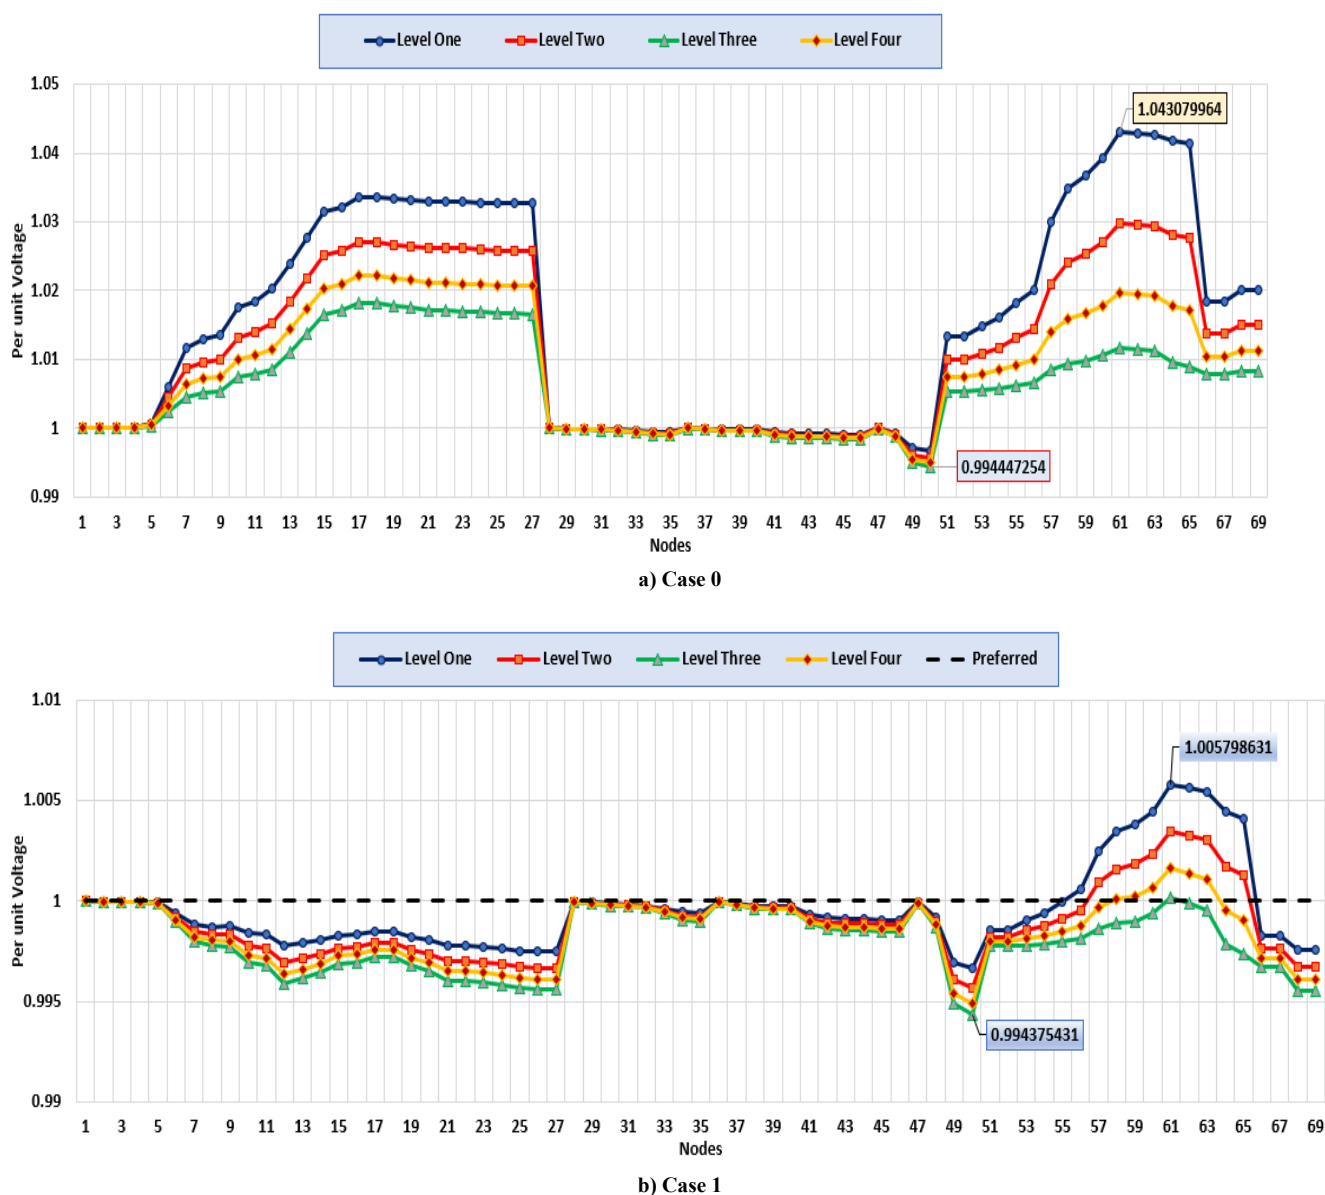 Level One Level Two Level Three Level Four
1.05
1.043079964
1.04
1.03
1.02
1.01
1
0.994447254
0.99
Per unit Voltage
1 3 5 7 9 11 13 15 17 19 21 23 25 27 29 31 33 35 37 39 41 43 45 47 49 51 53 55 57 59 61 63 65 67 69
Nodes
a) Case 0
Level One Level Two Level Three Level Four Preferred
1.01
1.005798631
1.005
1
0.995
0.994375431
0.99
Per unit Voltage
1 3 5 7 9 11 13 15 17 19 21 23 25 27 29 31 33 35 37 39 41 43 45 47 49 51 53 55 57 59 61 63 65 67 69
Nodes
b) Case 1